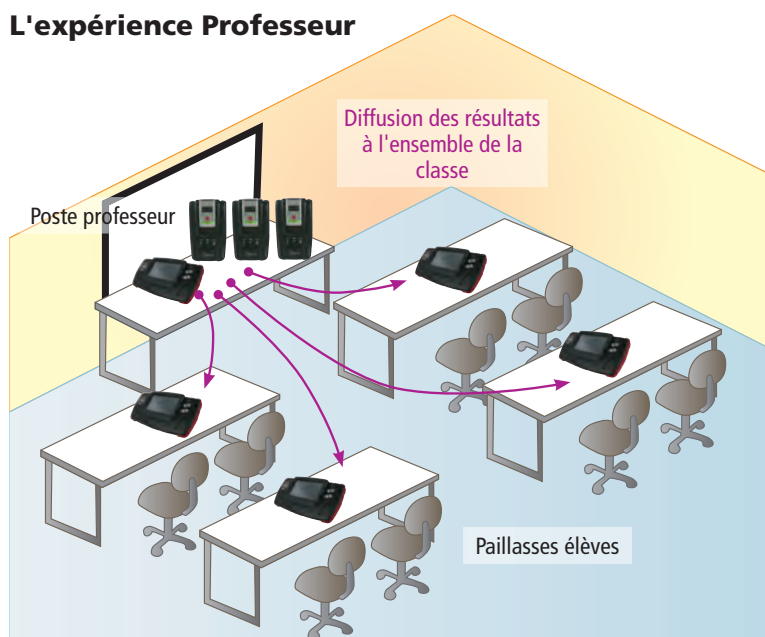 L'expérience Professeur
Diffusion des résultats
à l'ensemble de la
classe
Poste professeur
Paillasses élèves